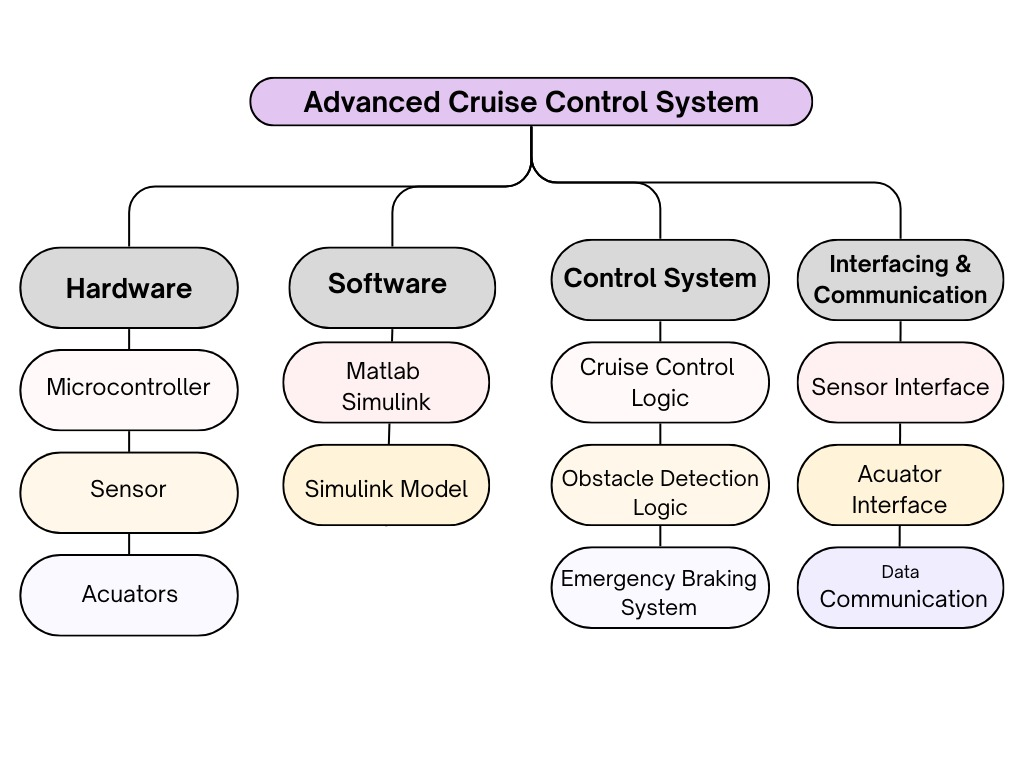 Advanced Cruise Control System
Hardware
Microcontroller
Sensor
Acuators
Software
Matlab
Simulink
Simulink Model
Control System
Cruise Control
Logic
Obstacle Detection
Logic
Emergency Braking
System
Interfacing &
Communication
Sensor Interface
Acuator
Interface
Data
Communication